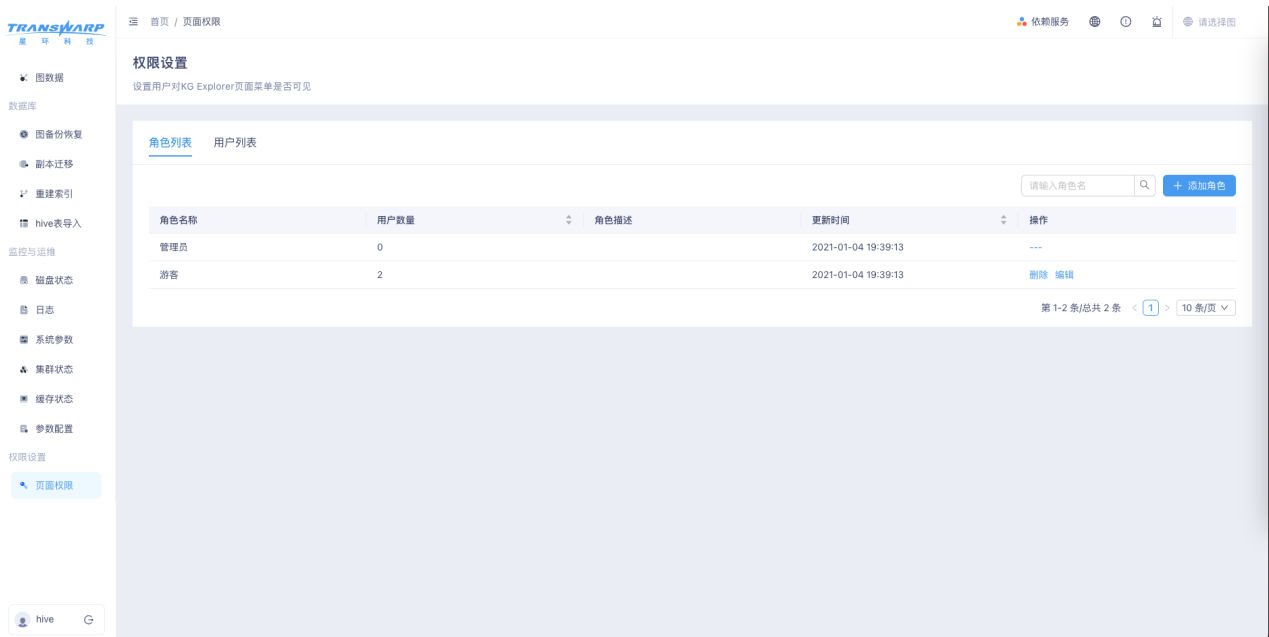 TRANSWARP
星 环 科 技
首页 / 页面权限
依赖服务
请选择图
图数据
数据库
图备份恢复
副本迁移
重建索引
hive表导入
监控与运维
磁盘状态
日志
系统参数
集群状态
缓存状态
参数配置
权限设置
页面权限
hive
权限设置
设置用户对KG Explorer页面菜单是否可见
角色列表 用户列表
请输入角色名
+ 添加角色
角色名称 用户数量 角色描述 更新时间 操作
管理员 0 2021-01-04 19:39:13 ---
游客 2 2021-01-04 19:39:13 删除 编辑
第 1-2 条/总共 2 条 < 1 > 10 条/页